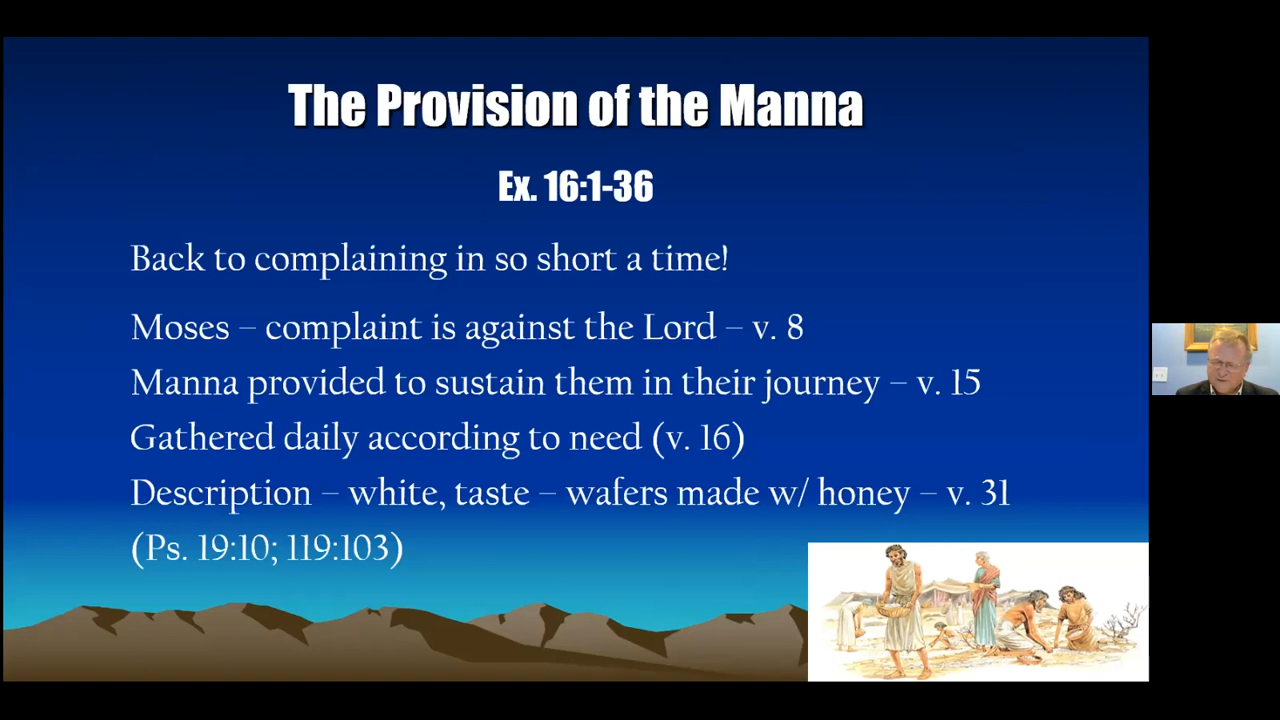 The Provision of the Manna
Ex. 16:1-36
Back to complaining in so short a time!
Moses – complaint is against the Lord – v. 8
Manna provided to sustain them in their journey – v. 15
Gathered daily according to need (v. 16)
Description – white, taste – wafers made w/ honey – v. 31
(Ps. 19:10; 119:103)